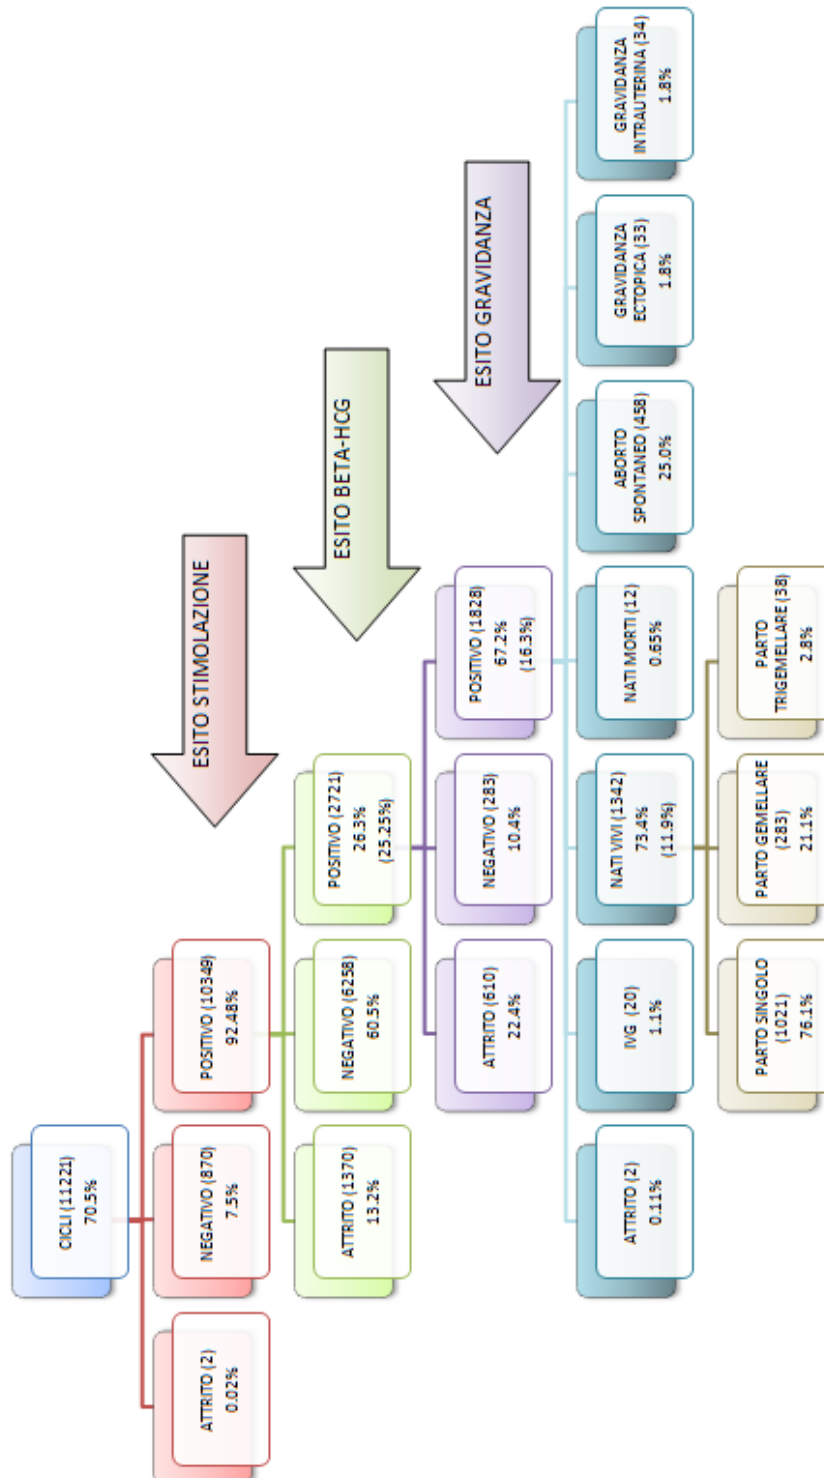 CICLI (11221)
70.5%
ESITO STIMOLAZIONE
ATTRITO (2)
0.02%
NEGATIVO (870)
7.5%
POSITIVO (10349)
92.48%
ESITO BETA-HCG
ATTRITO (1370)
13.2%
NEGATIVO (6258)
60.5%
POSITIVO (2721)
26.3%
(25.25%)
ESITO GRAVIDANZA
ATTRITO (610)
22.4%
NEGATIVO (283)
10.4%
POSITIVO (1828)
67.2%
(16.3%)
ATTRITO (2)
0.11%
IVG (20)
1.1%
NATI VIVI (1342)
73.4%
(11.9%)
NATI MORTI (12)
0.65%
ABORTO
SPONTANEO (458)
25.0%
GRAVIDANZA
ECTOPICA (33)
1.8%
GRAVIDANZA
INTRAUTERINA (34)
1.8%
PARTO SINGOLO
(1021)
76.1%
PARTO GEMELLARE
(283)
21.1%
PARTO
TRIGEMELLARE (38)
2.8%